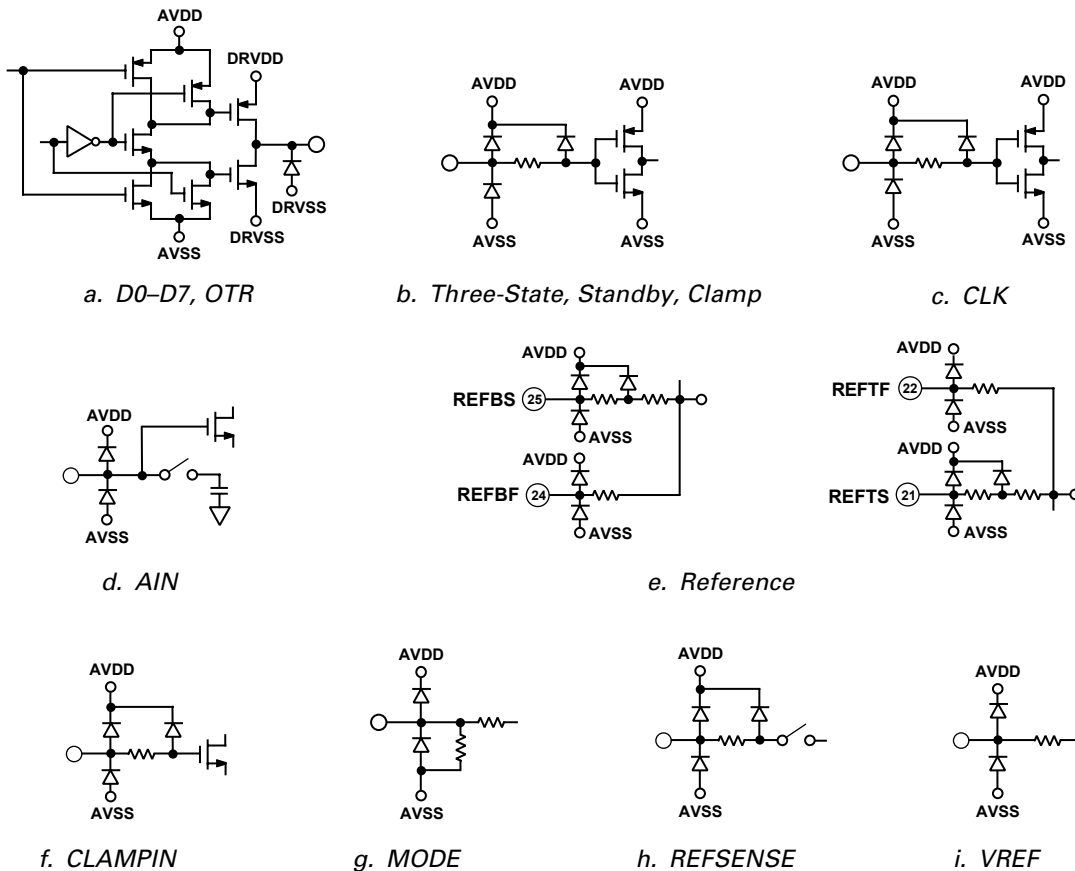 AVDD
DRVDD
DRVSS
DRVSS
AVSS
a. D0–D7, OTR
AVDD
AVDD
AVSS
AVSS
b. Three-State, Standby, Clamp
AVDD
AVDD
AVSS
AVSS
c. CLK
AVDD
AVSS
d. AIN
AVDD
REFBS 25
AVSS
AVDD
REFBF 24
AVSS
AVDD
REFTF 22
AVSS
AVDD
REFTS 21
AVSS
e. Reference
AVDD
AVSS
f. CLAMPIN
AVDD
AVSS
g. MODE
AVDD
AVSS
h. REFSENSE
AVDD
AVSS
i. VREF